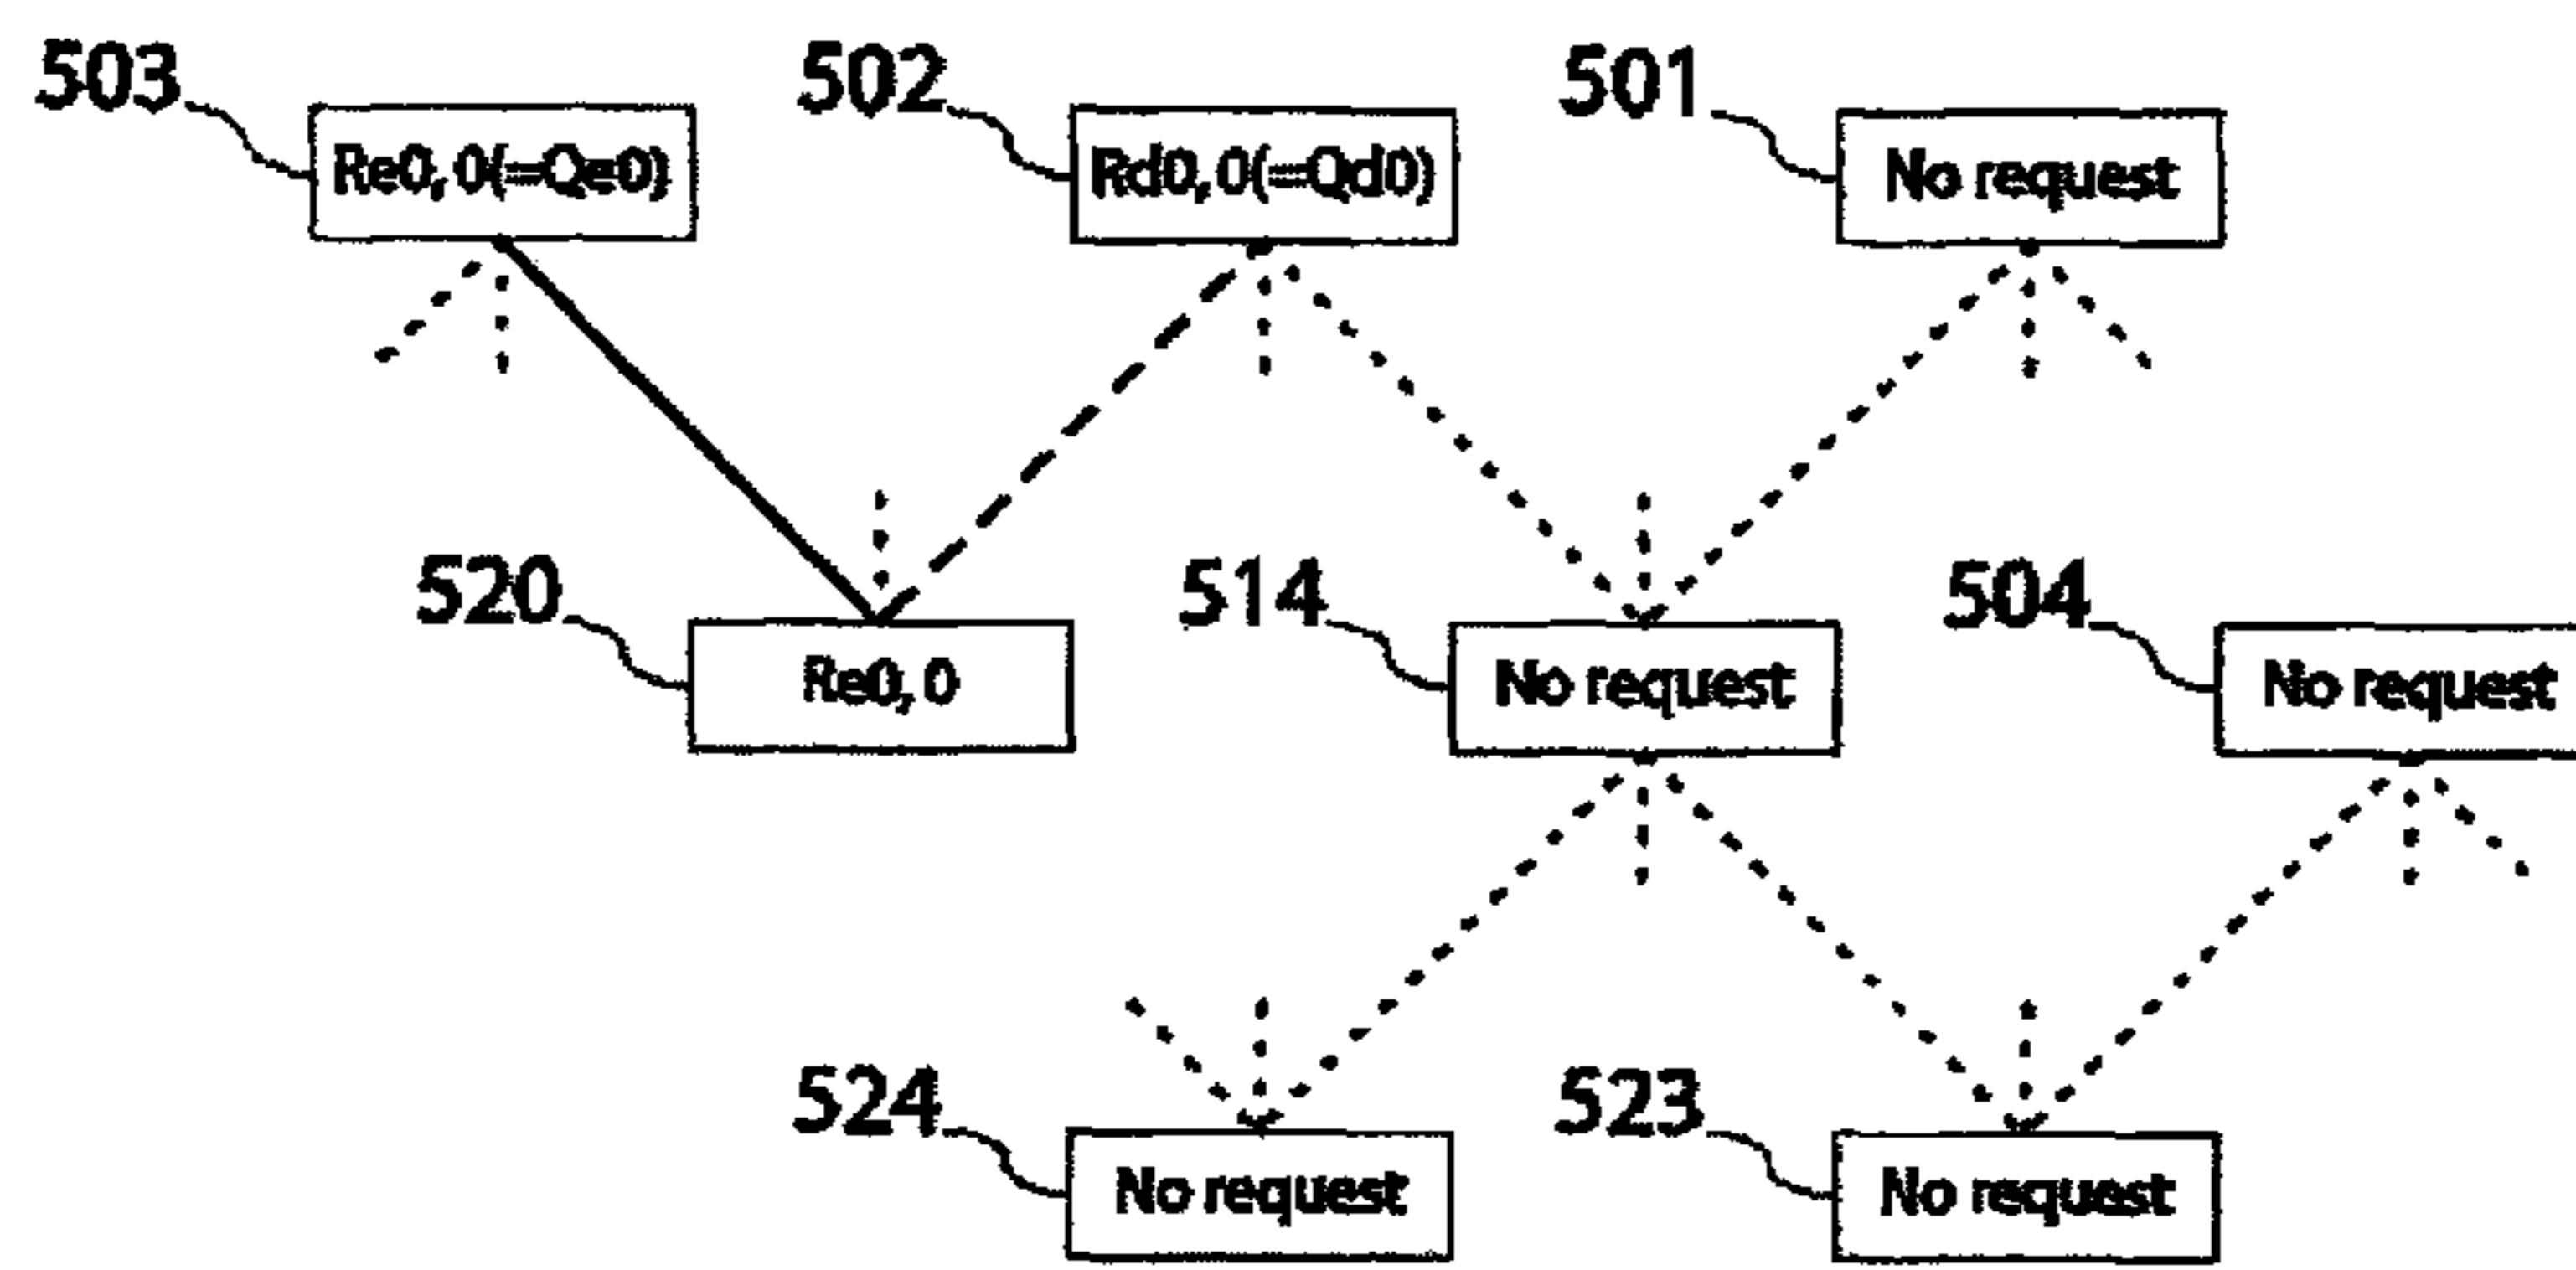 503
502
501
Re0, 0(=Qe0)
Rd0, 0(=Qd0)
No request
520
514
504
Re0, 0
No request
No request
524
523
No request
No request